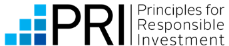 PRI Principles for
Responsible
Investment